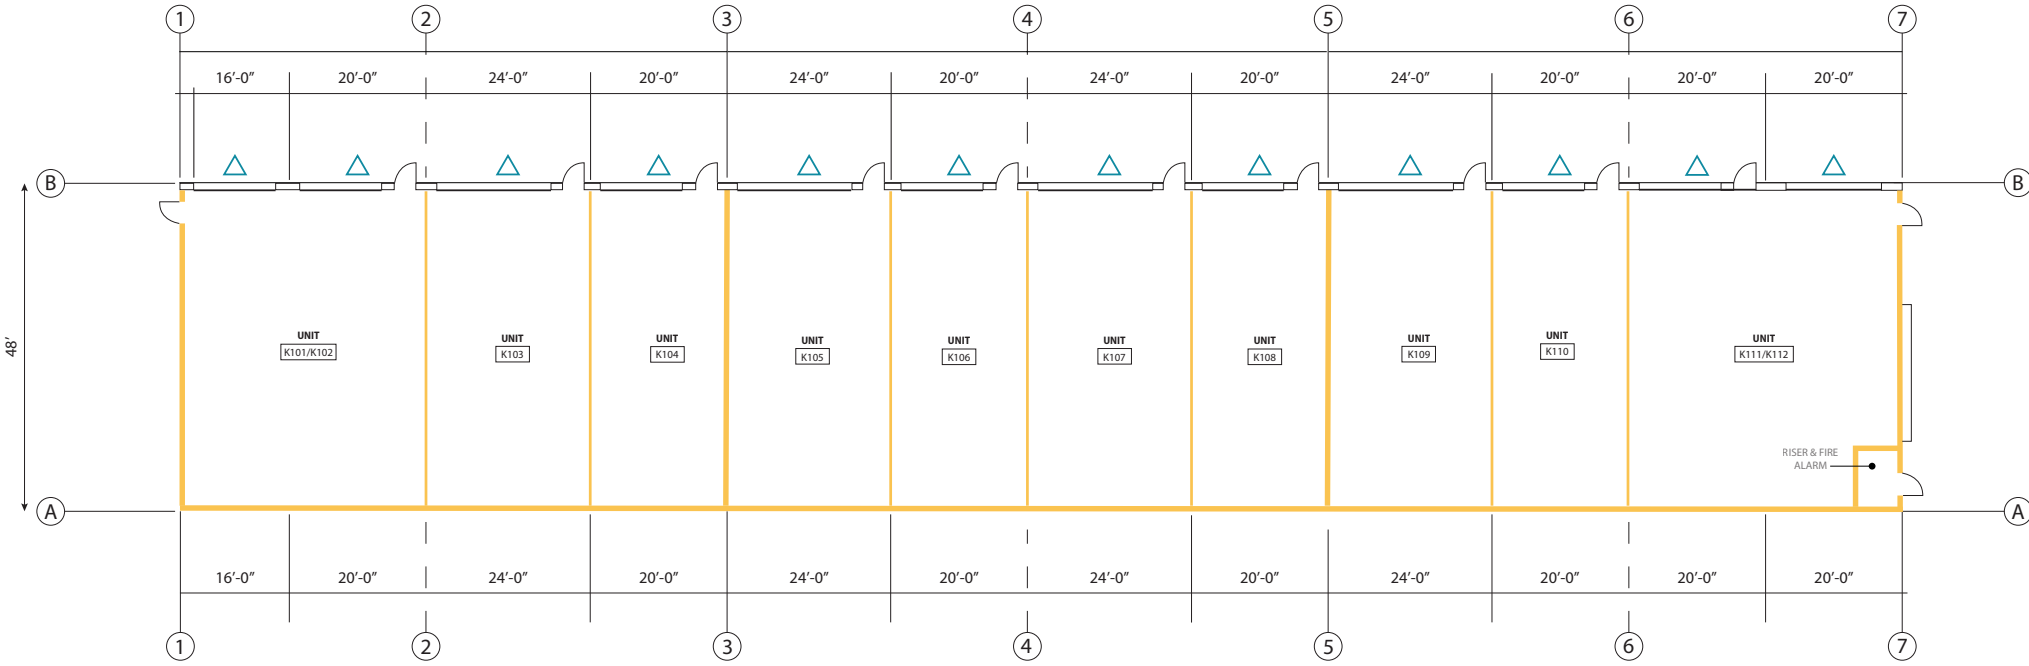 1 2 3 4 5 6 7
16'-0" 20'-0" 24'-0" 20'-0" 24'-0" 20'-0" 24'-0" 20'-0" 24'-0" 20'-0" 20'-0" 20'-0"
B B
48'
UNIT
K101/K102
UNIT
K103
UNIT
K104
UNIT
K105
UNIT
K106
UNIT
K107
UNIT
K108
UNIT
K109
UNIT
K110
UNIT
K111/K112
RISER & FIRE
ALARM
A A
16'-0" 20'-0" 24'-0" 20'-0" 24'-0" 20'-0" 24'-0" 20'-0" 24'-0" 20'-0" 20'-0" 20'-0"
1 2 3 4 5 6 7